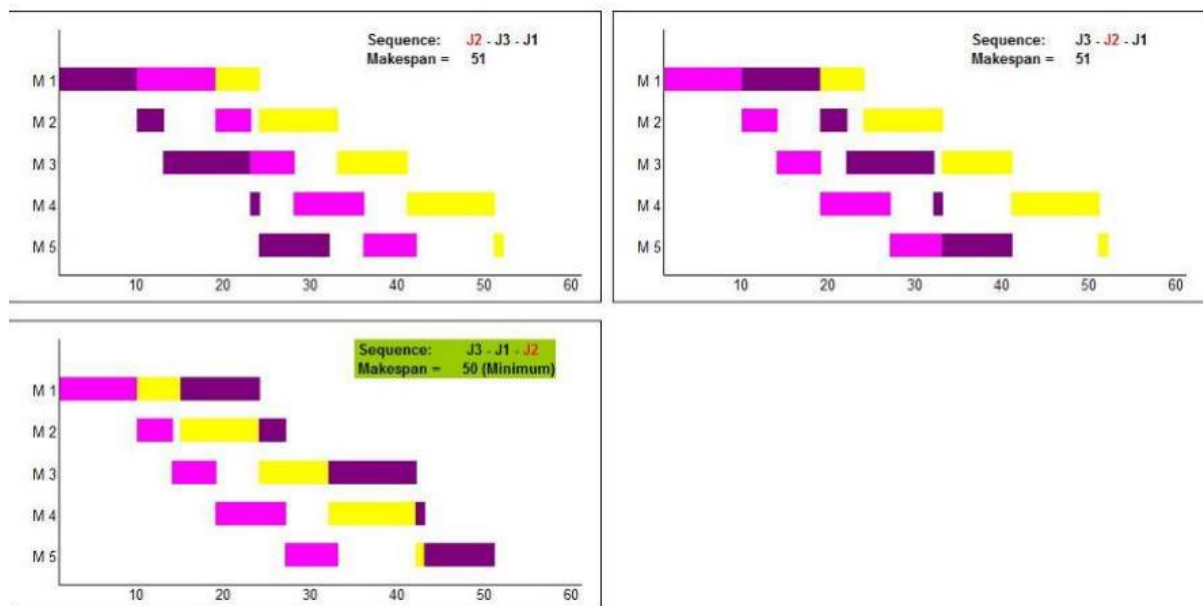 Sequence: J2 - J3 - J1
Makespan = 51
M 1
M 2
M 3
M 4
M 5
10 20 30 40 50 60
Sequence: J3 - J2 - J1
Makespan = 51
M 1
M 2
M 3
M 4
M 5
10 20 30 40 50 60
Sequence: J3 - J1 - J2
Makespan = 50 (Minimum)
M 1
M 2
M 3
M 4
M 5
10 20 30 40 50 60